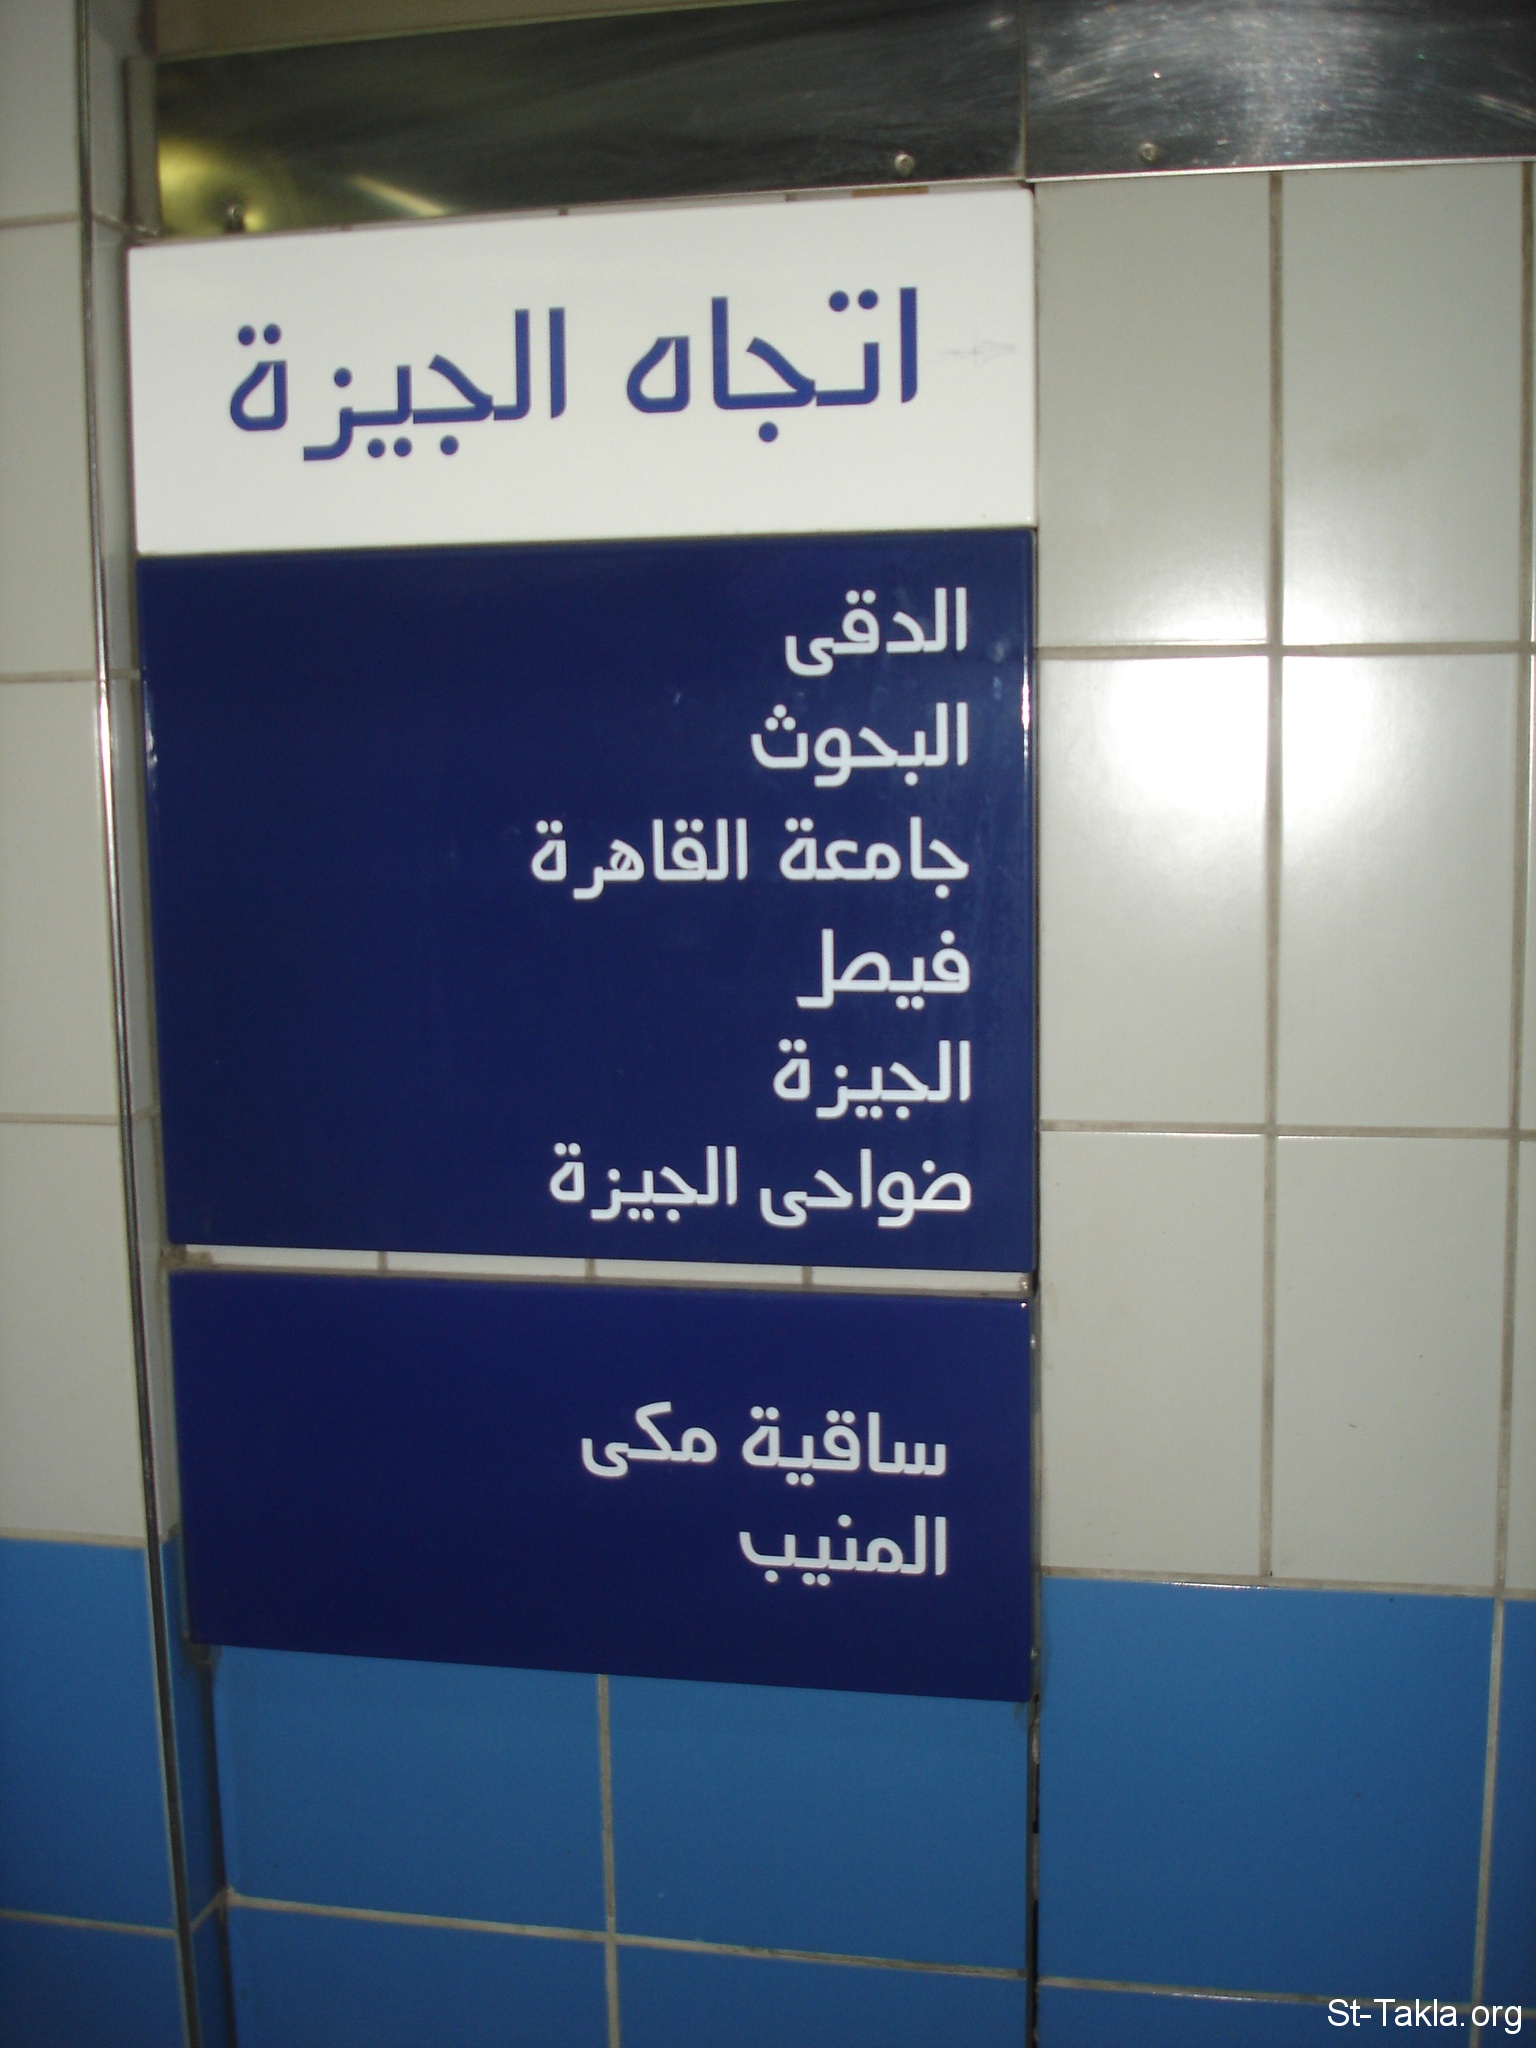 اتجاه الجيزة
الدقى
البحوث
جامعة القاهرة
فيصل
الجيزة
ضواحى الجيزة
ساقية مكى
المنيب
St-Takla.org